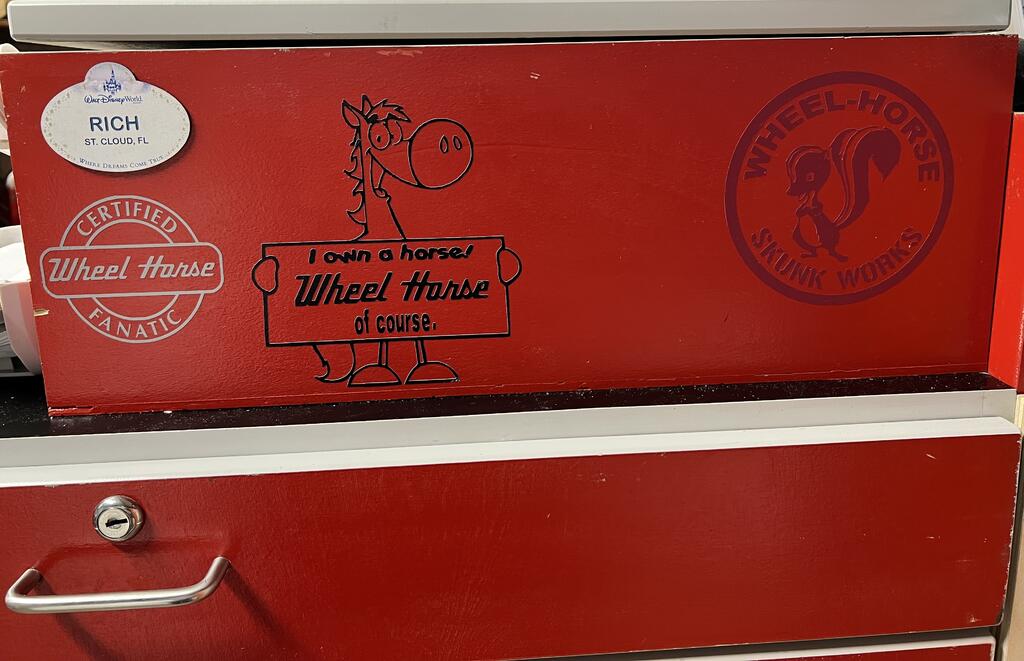 Walt Disney World
RICH
ST. CLOUD, FL
WHERE DREAMS COME TRUE
CERTIFIED
Wheel Horse
FANATIC
I own a horse!
Wheel Horse
of course.
WHEEL-HORSE
SKUNK WORKS